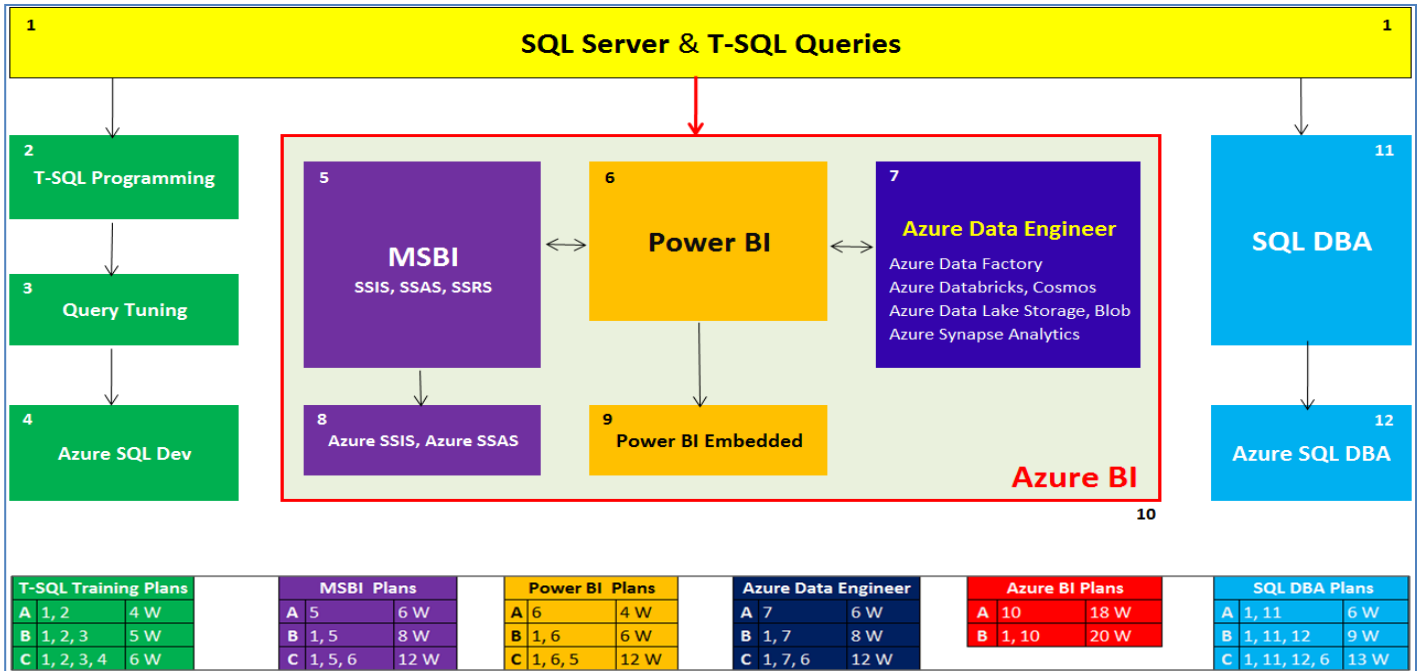 1
1
SQL Server & T-SQL Queries
2
T-SQL Programming
3
Query Tuning
4
Azure SQL Dev
5
MSBI
SSIS, SSAS, SSRS
6
Power BI
7
Azure Data Engineer
Azure Data Factory
Azure Databricks, Cosmos
Azure Data Lake Storage, Blob
Azure Synapse Analytics
8
Azure SSIS, Azure SSAS
9
Power BI Embedded
Azure BI
10
11
SQL DBA
12
Azure SQL DBA
T-SQL Training Plans
A 1, 2 4 W
B 1, 2, 3 5 W
C 1, 2, 3, 4 6 W
MSBI Plans
A 5 6 W
B 1, 5 8 W
C 1, 5, 6 12 W
Power BI Plans
A 6 4 W
B 1, 6 6 W
C 1, 6, 5 12 W
Azure Data Engineer
A 7 6 W
B 1, 7 8 W
C 1, 7, 6 12 W
Azure BI Plans
A 10 18 W
B 1, 10 20 W
SQL DBA Plans
A 1, 11 6 W
B 1, 11, 12 9 W
C 1, 11, 12, 6 13 W